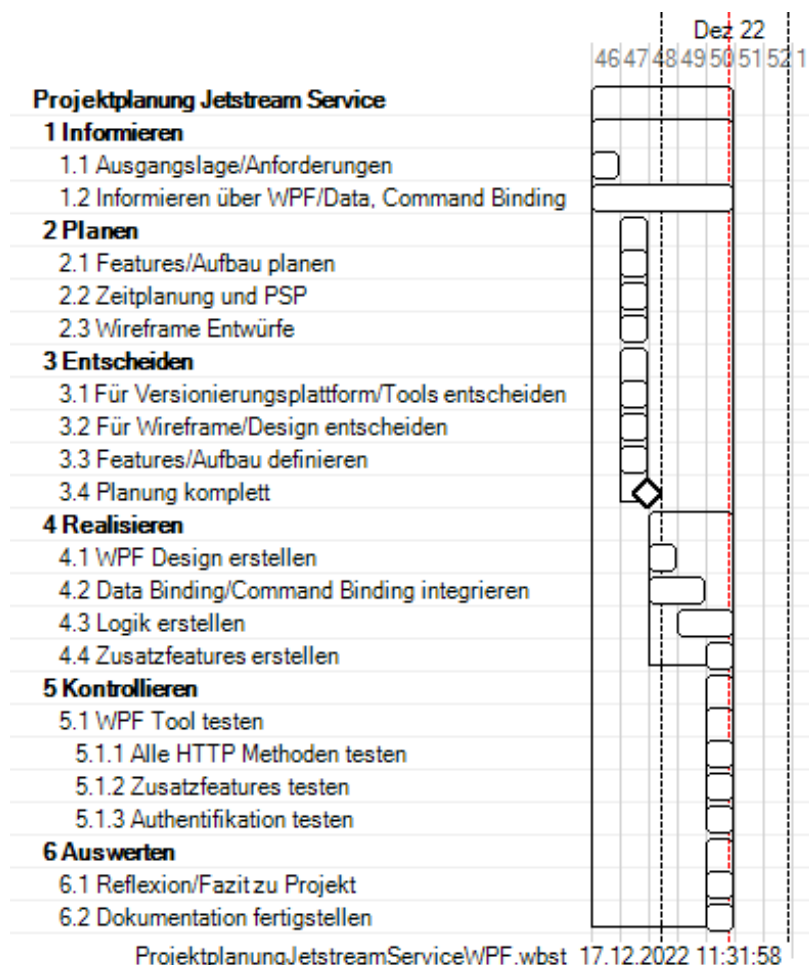 Dez 22
46 47 48 49 50 51 52 1
Projektplanung Jetstream Service
1 Informieren
1.1 Ausgangslage/Anforderungen
1.2 Informieren über WPF/Data, Command Binding
2 Planen
2.1 Features/Aufbau planen
2.2 Zeitplanung und PSP
2.3 Wireframe Entwürfe
3 Entscheiden
3.1 Für Versionierungsplattform/Tools entscheiden
3.2 Für Wireframe/Design entscheiden
3.3 Features/Aufbau definieren
3.4 Planung komplett
4 Realisieren
4.1 WPF Design erstellen
4.2 Data Binding/Command Binding integrieren
4.3 Logik erstellen
4.4 Zusatzfeatures erstellen
5 Kontrollieren
5.1 WPF Tool testen
5.1.1 Alle HTTP Methoden testen
5.1.2 Zusatzfeatures testen
5.1.3 Authentifikation testen
6 Auswerten
6.1 Reflexion/Fazit zu Projekt
6.2 Dokumentation fertigstellen
ProjektplanungJetstreamServiceWPF.wbst 17.12.2022 11:31:58